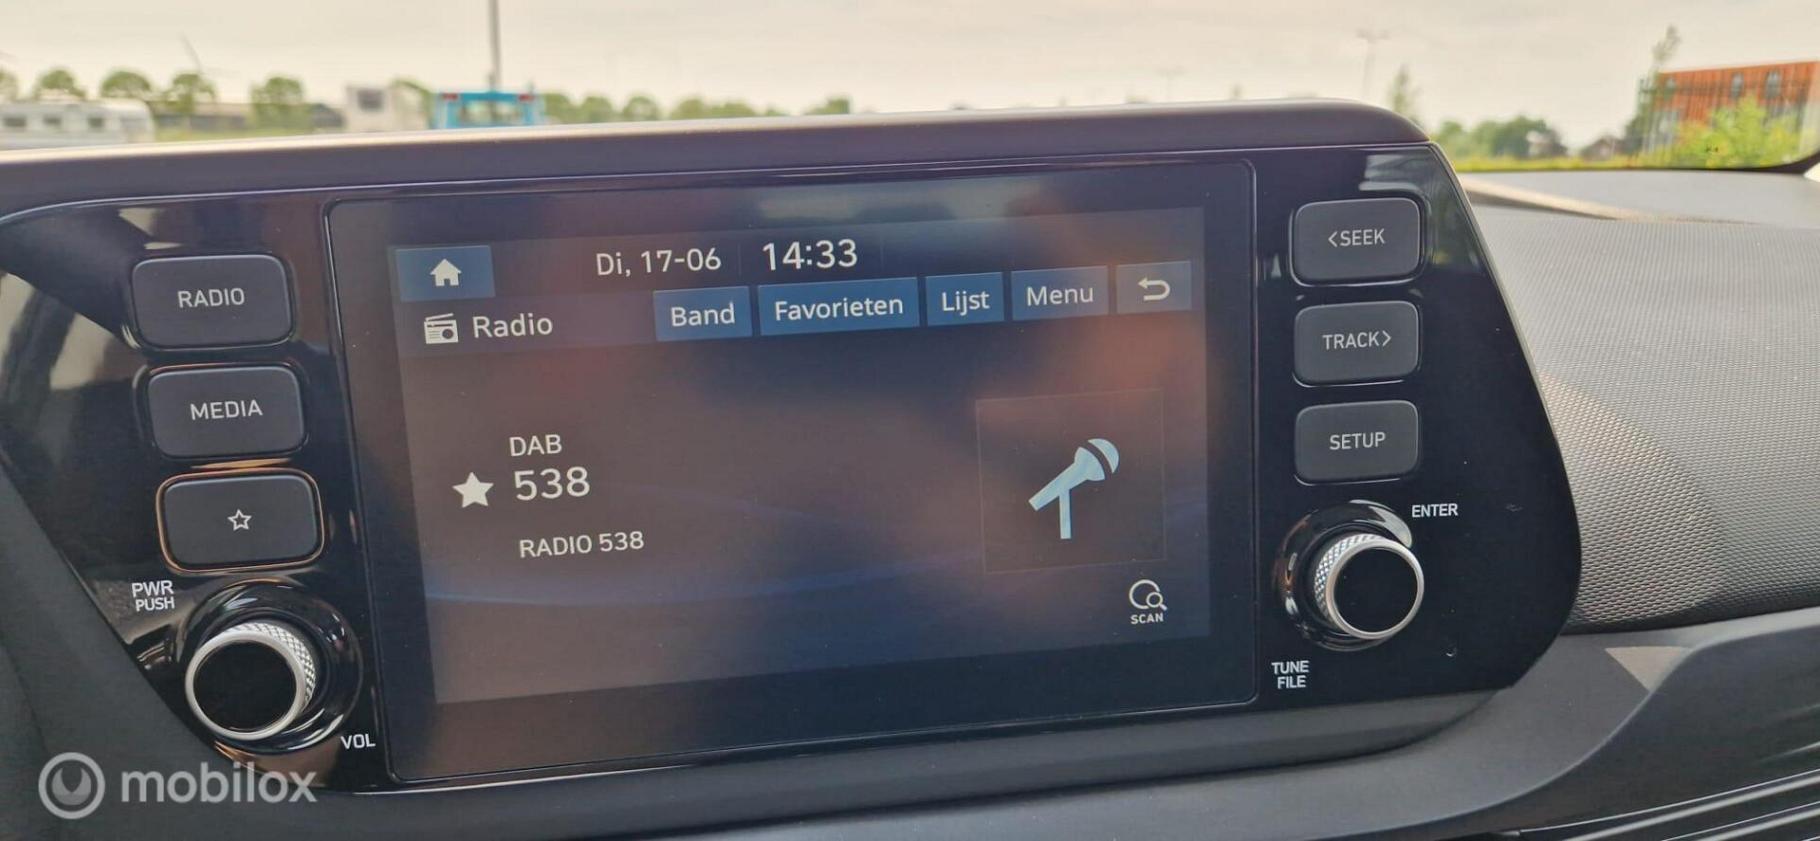 RADIO
MEDIA
PWR
PUSH
VOL
Di, 17-06 14:33
Radio Band Favorieten Lijst Menu
DAB
538
RADIO 538
SCAN
<SEEK
TRACK>
SETUP
ENTER
TUNE
FILE
mobilox